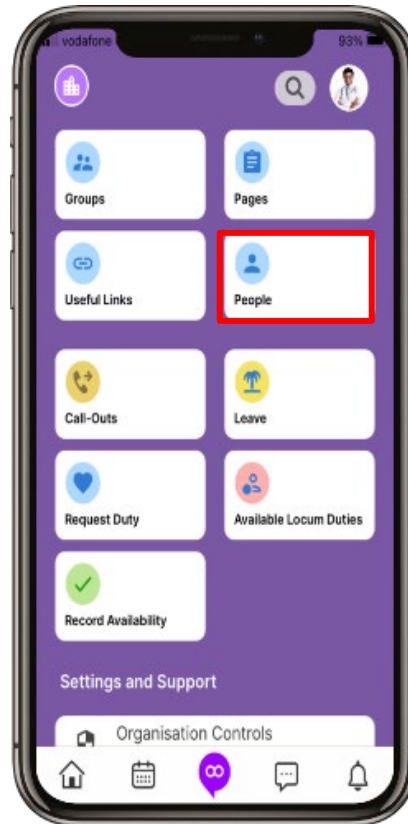 vodafone 93%
Groups Pages
Useful Links People
Call-Outs Leave
Request Duty Available Locum Duties
Record Availability
Settings and Support
Organisation Controls